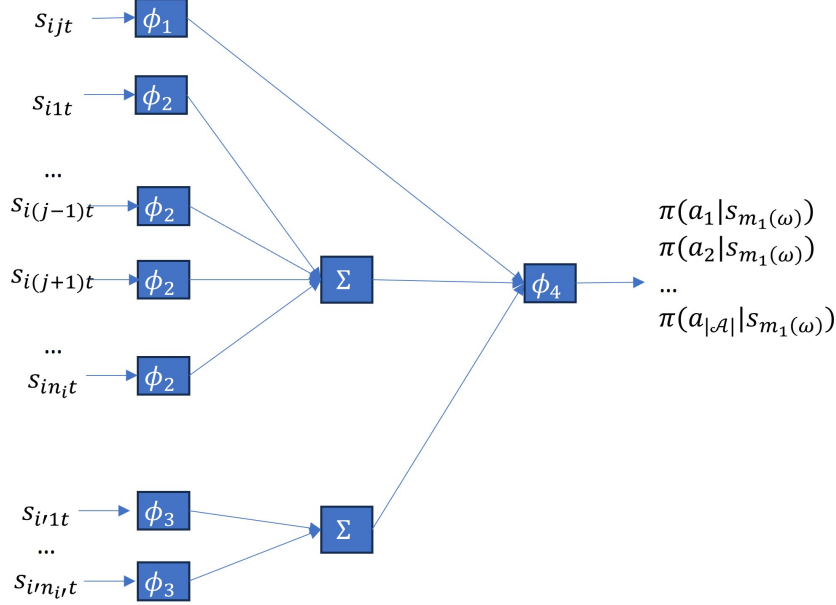 s_{ijt} ϕ_1
s_{i1t} ϕ_2
...
s_{i(j−1)t} ϕ_2
s_{i(j+1)t} ϕ_2
...
s_{in_it} ϕ_2
Σ
s_{i′1t} ϕ_3
...
s_{i′n_{i′}t} ϕ_3
Σ
ϕ_4
π(a_1|s_{m_1(ω)})
π(a_2|s_{m_1(ω)})
...
π(a_{|𝒜|}|s_{m_1(ω)})